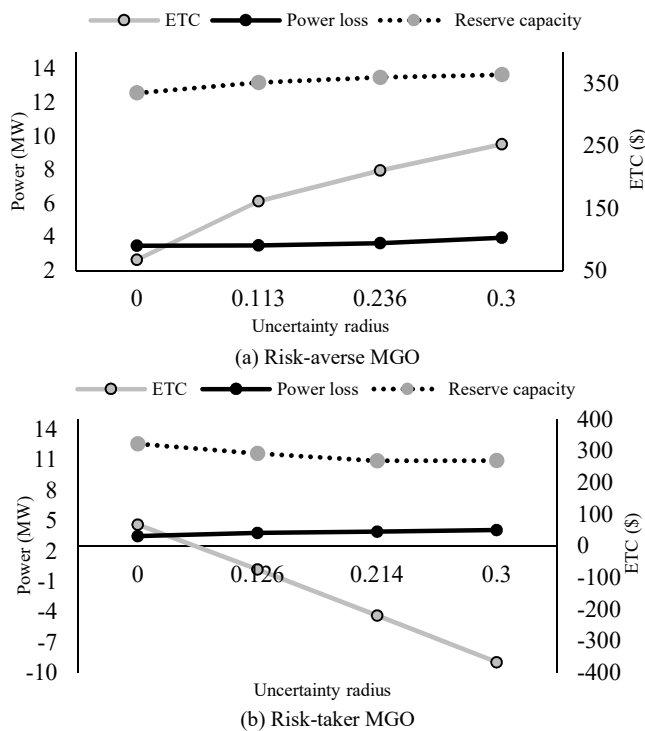 ETC Power loss Reserve capacity
14
12
10
8
6
4
2
Power (MW)
350
250
150
50
ETC ($)
0 0.113 0.236 0.3
Uncertainty radius
(a) Risk-averse MGO
ETC Power loss Reserve capacity
14
11
8
5
2
-1
-4
-7
-10
Power (MW)
400
300
200
100
0
-100
-200
-300
-400
ETC ($)
0 0.126 0.214 0.3
Uncertainty radius
(b) Risk-taker MGO